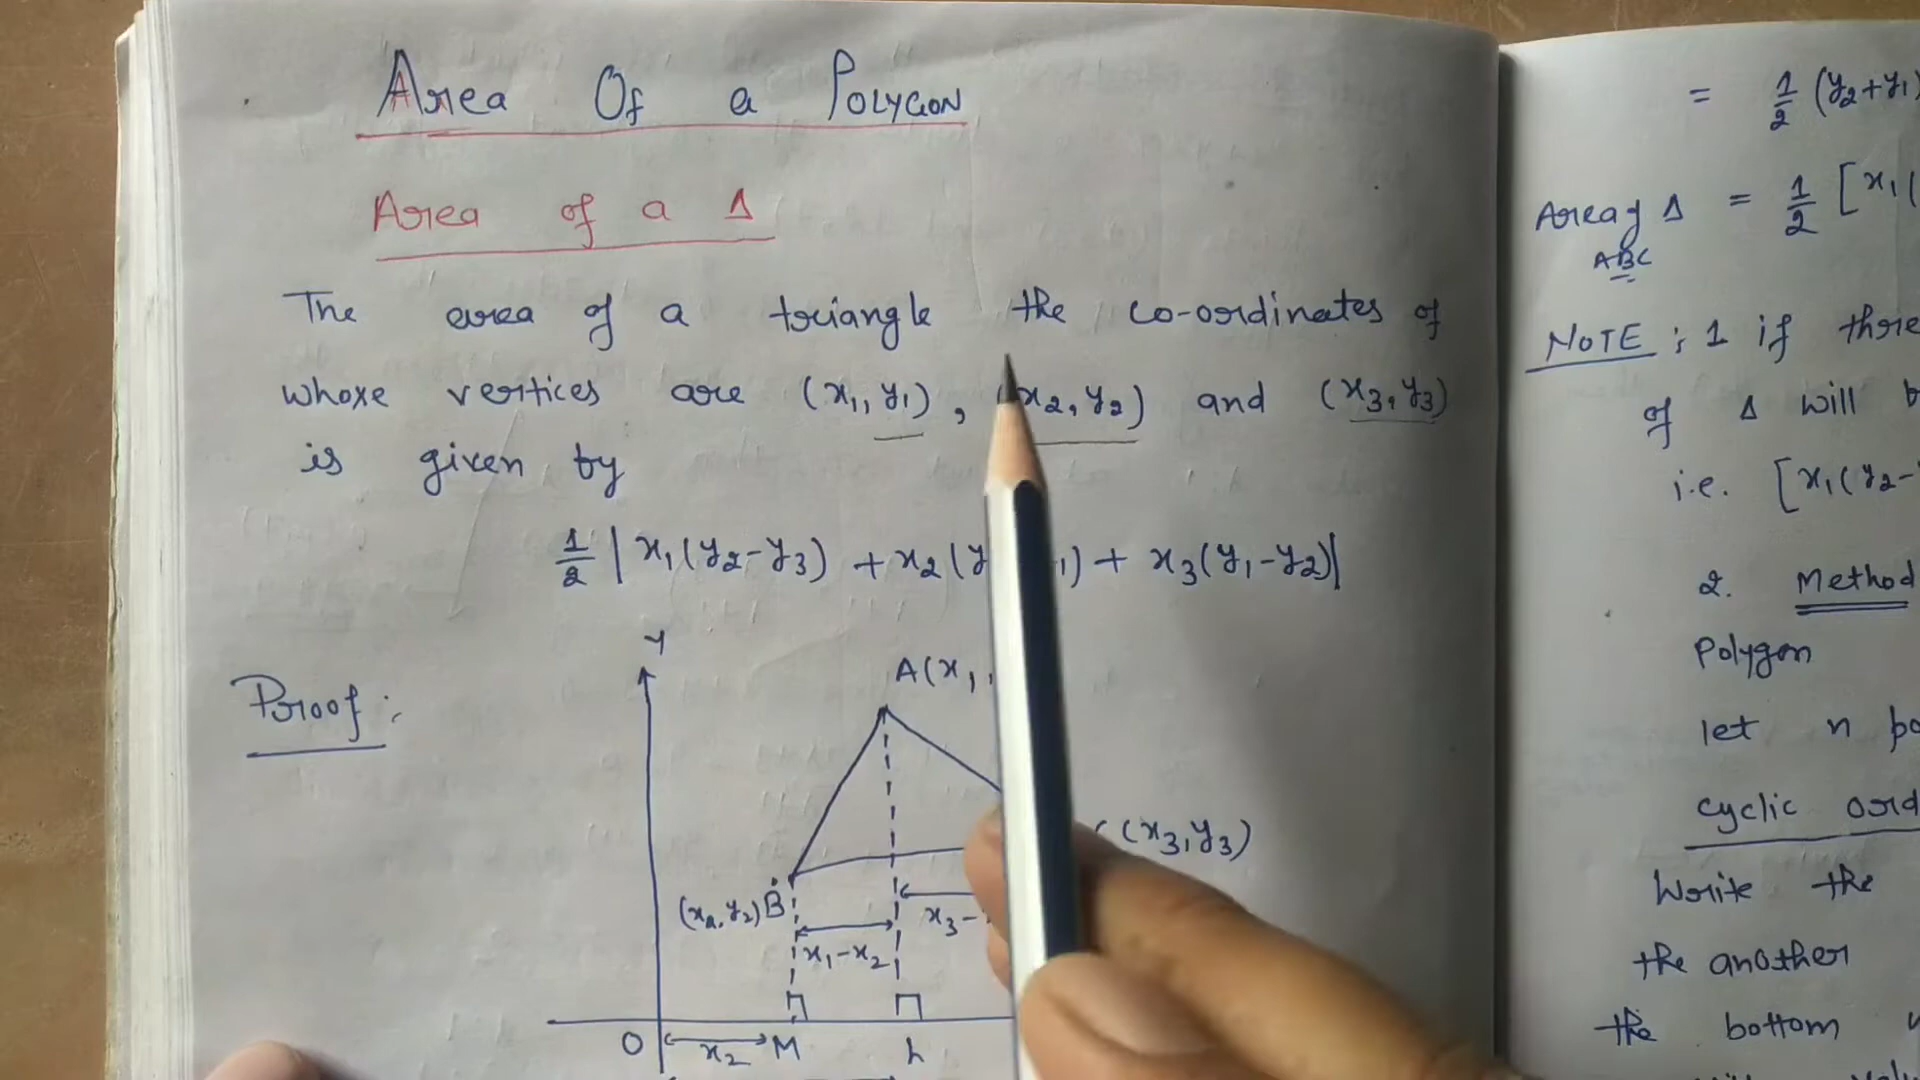 Area Of a POLYGON
Area of a Δ
The area of a triangle the co-ordinates of
whose vertices are (x₁, y₁), (x₂, y₂) and (x₃, y₃)
is given by
1/2 | x₁(y₂-y₃) + x₂(y 1) + x₃(y₁-y₂)|
Proof:
Y
A(x,
(x₃, y₃)
(x₂, y₂) B
x₃-
x₁-x₂
O x₂ M L
= 1/2 (y₂+y₁)
Area of Δ = 1/2 [x₁(
ABC
NOTE : 1 if three
of Δ will
i.e. [x₁(y₂-
2. Method
Polygon
let n
cyclic
Write the
the another
the bottom